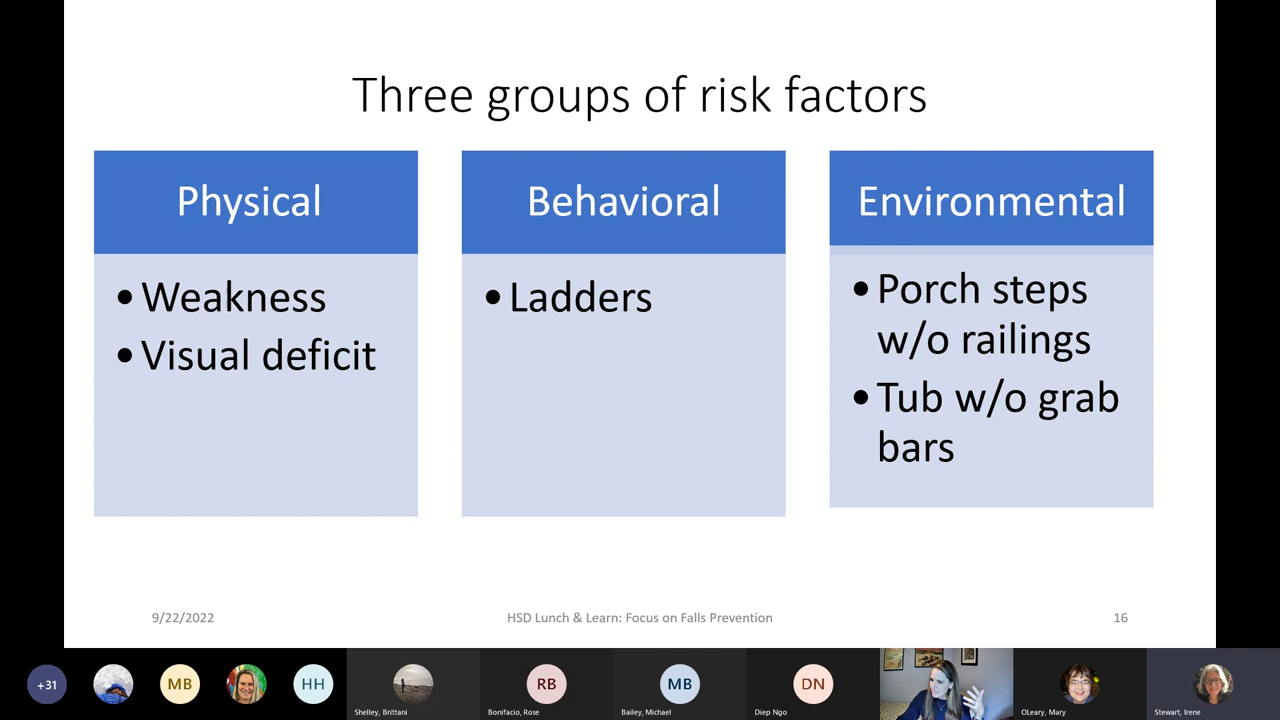 Three groups of risk factors
Physical
• Weakness
• Visual deficit
Behavioral
• Ladders
Environmental
• Porch steps
w/o railings
• Tub w/o grab
bars
9/22/2022
HSD Lunch & Learn: Focus on Falls Prevention
16
+31
MB
HH
RB
MB
DN
Shelley, Brittani
Bonifacio, Rose
Bailey, Michael
Diep Ngo
OLeary, Mary
Stewart, Irene